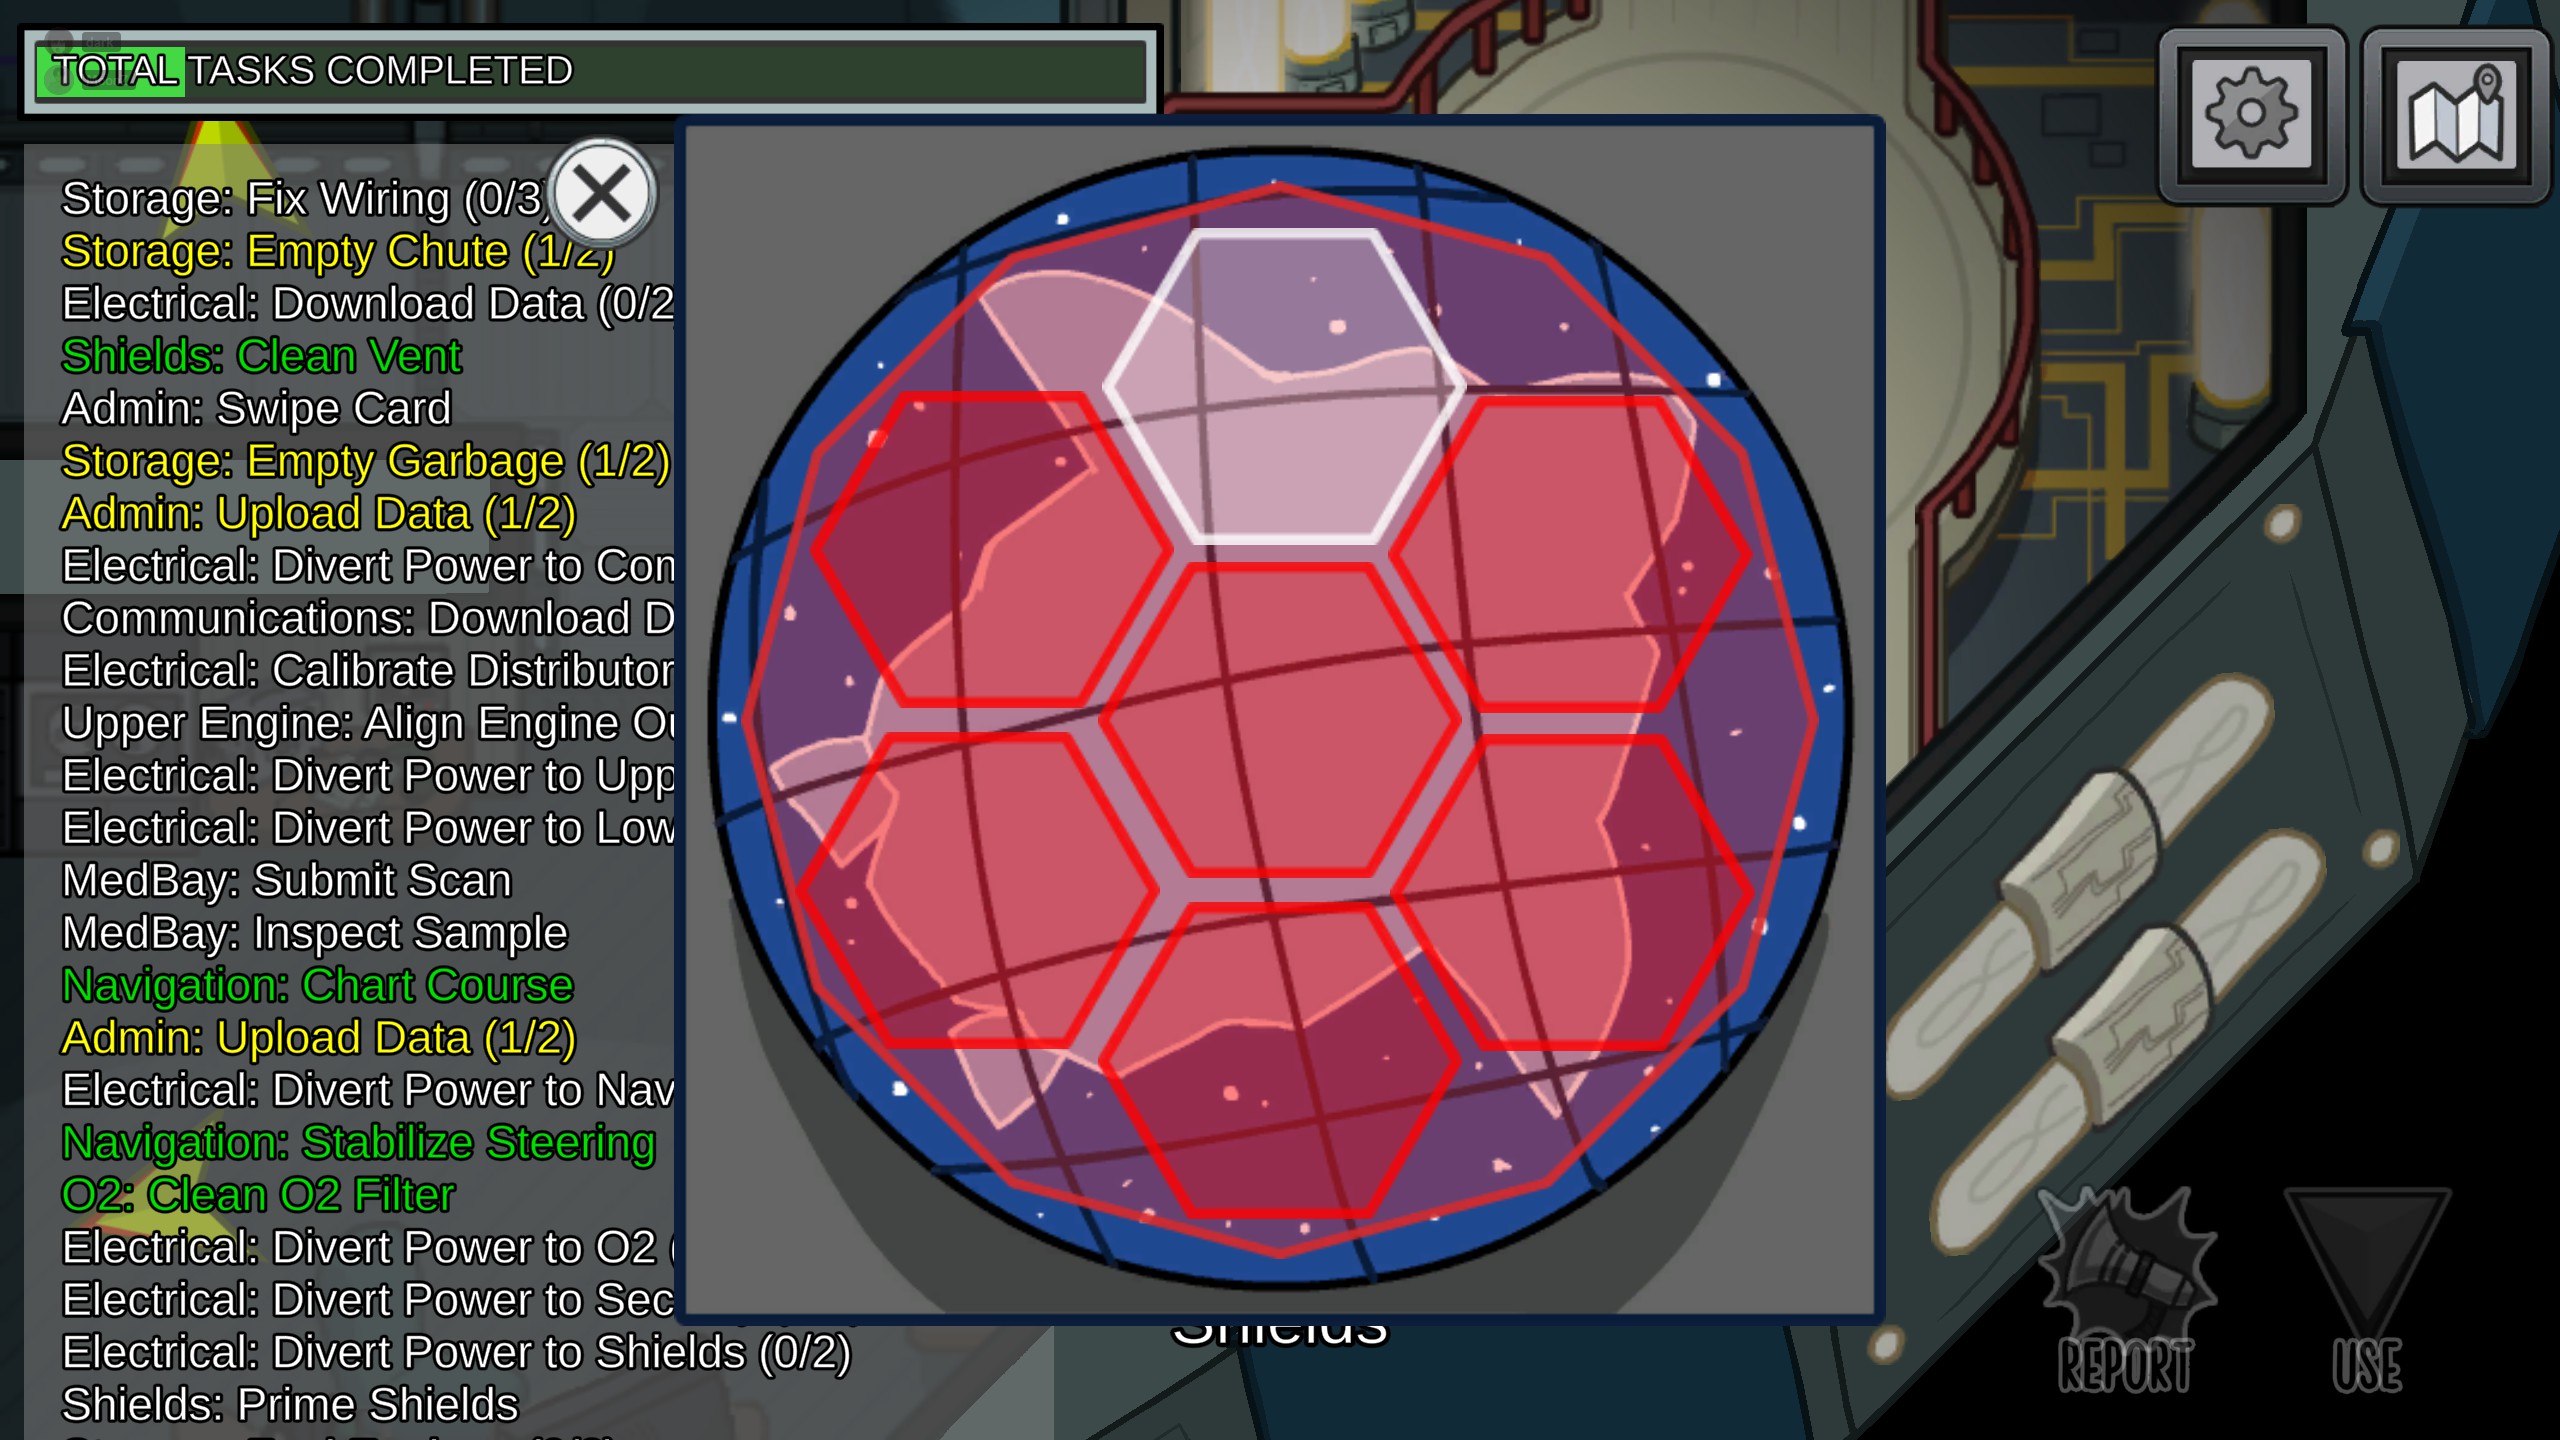 TOTAL TASKS COMPLETED
Storage: Fix Wiring (0/3)
Storage: Empty Chute (1/2)
Electrical: Download Data (0/2
Shields: Clean Vent
Admin: Swipe Card
Storage: Empty Garbage (1/2)
Admin: Upload Data (1/2)
Electrical: Divert Power to Com
Communications: Download D
Electrical: Calibrate Distributor
Upper Engine: Align Engine Ou
Electrical: Divert Power to Upp
Electrical: Divert Power to Low
MedBay: Submit Scan
MedBay: Inspect Sample
Navigation: Chart Course
Admin: Upload Data (1/2)
Electrical: Divert Power to Nav
Navigation: Stabilize Steering
O2: Clean O2 Filter
Electrical: Divert Power to O2 (
Electrical: Divert Power to Sec
Electrical: Divert Power to Shields (0/2)
Shields: Prime Shields
Shields
REPORT
USE